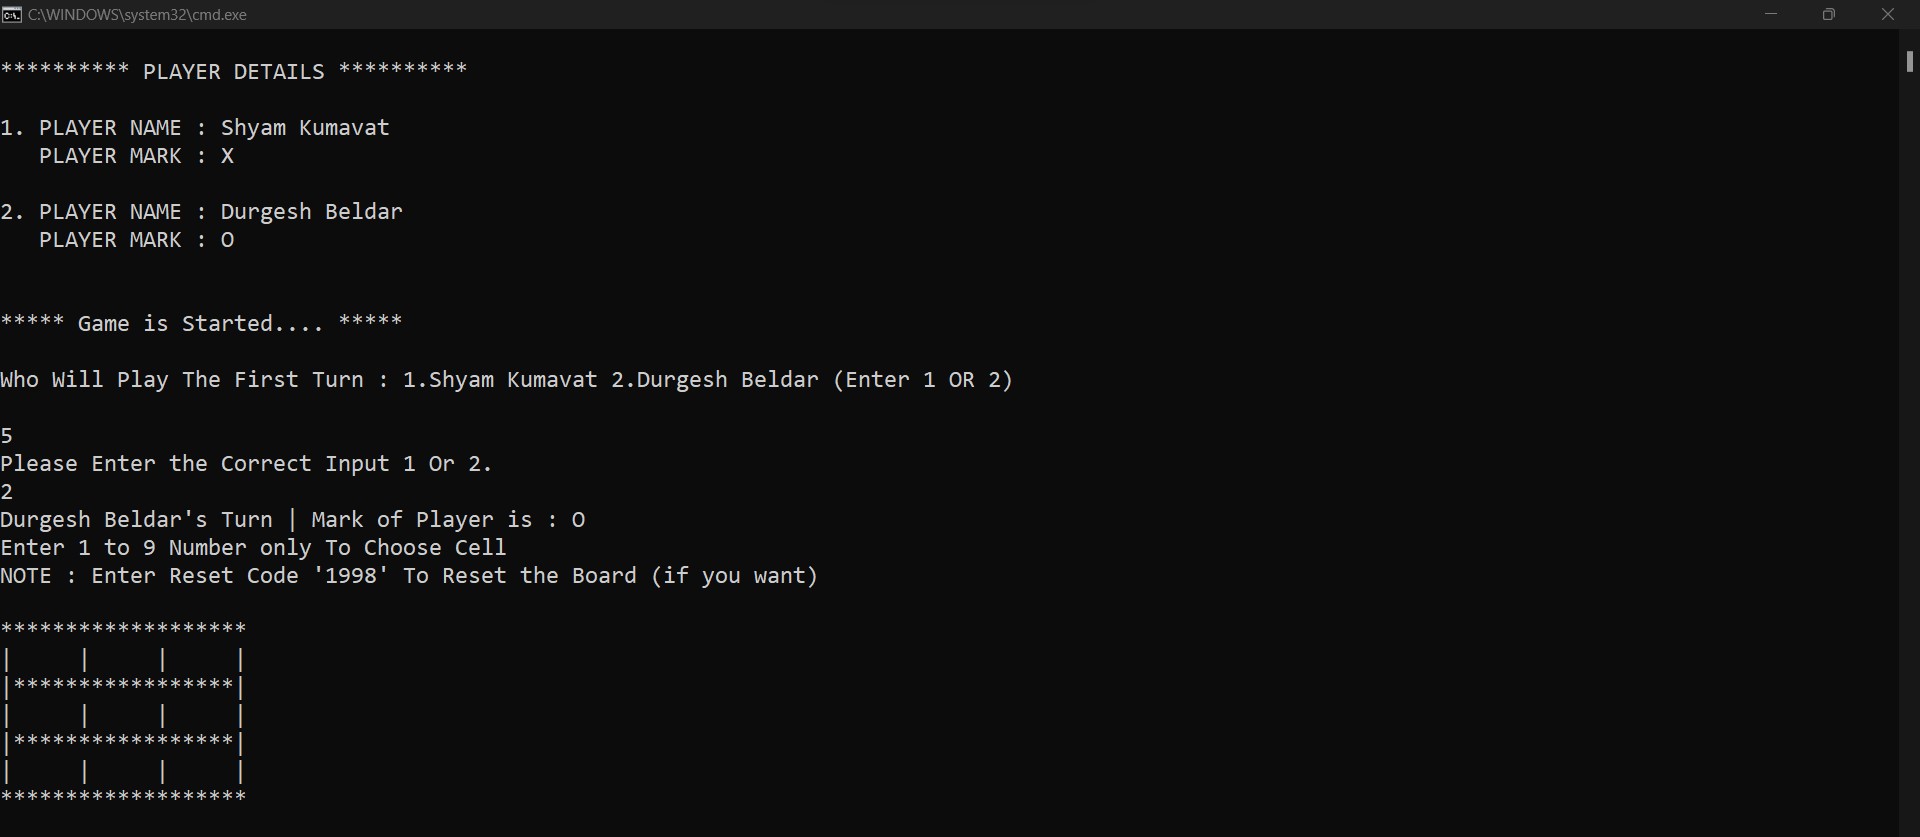 C:\WINDOWS\system32\cmd.exe
********** PLAYER DETAILS **********
1. PLAYER NAME : Shyam Kumavat
   PLAYER MARK : X
2. PLAYER NAME : Durgesh Beldar
   PLAYER MARK : O
***** Game is Started.... *****
Who Will Play The First Turn : 1.Shyam Kumavat 2.Durgesh Beldar (Enter 1 OR 2)
5
Please Enter the Correct Input 1 Or 2.
2
Durgesh Beldar's Turn | Mark of Player is : O
Enter 1 to 9 Number only To Choose Cell
NOTE : Enter Reset Code '1998' To Reset the Board (if you want)
*******************
|     |     |     |
|*****************|
|     |     |     |
|*****************|
|     |     |     |
*******************